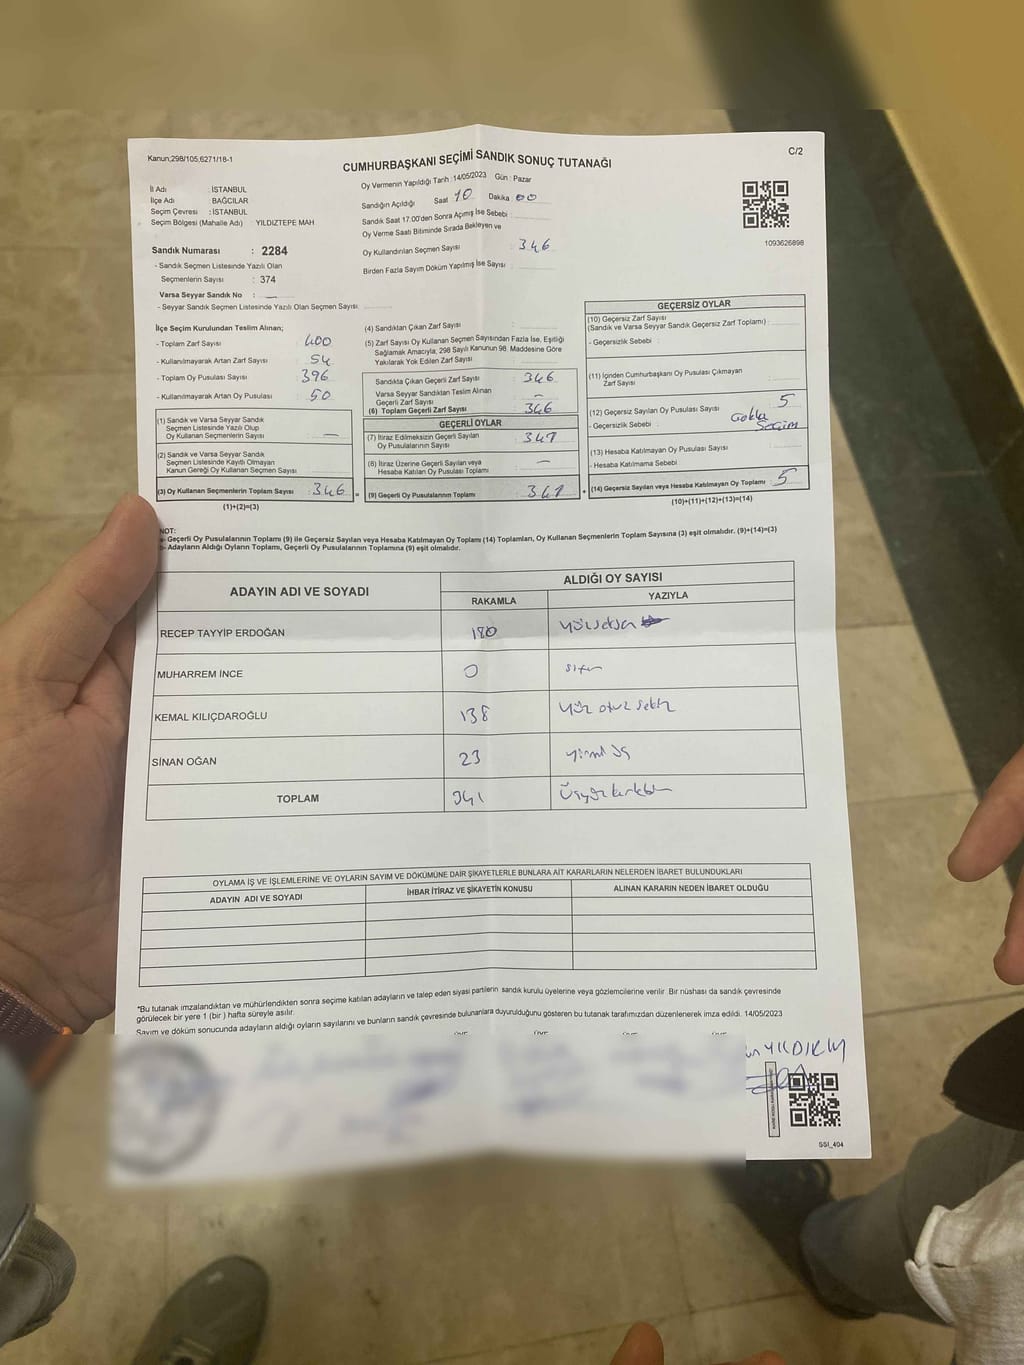 Kanun;298/105,6271/18-1
C/2
CUMHURBAŞKANI SEÇİMİ SANDIK SONUÇ TUTANAĞI
İl Adı : İSTANBUL
İlçe Adı : BAĞCILAR
Seçim Çevresi : İSTANBUL
Seçim Bölgesi (Mahalle Adı) YILDIZTEPE MAH
Sandık Numarası : 2284
- Sandık Seçmen Listesinde Yazılı Olan
Seçmenlerin Sayısı : 374
Varsa Seyyar Sandık No : —
- Seyyar Sandık Seçmen Listesinde Yazılı Olan Seçmen Sayısı
Oy Vermenin Yapıldığı Tarih : 14/05/2023 Gün : Pazar
Sandığın Açıldığı Saat 10 Dakika 00
Sandık Saat 17.00'den Sonra Açımış İse Sebebi :
Oy Verme Saati Bitiminde Sırada Bekleyen ve
Oy Kullandırılan Seçmen Sayısı : 346
Birden Fazla Sayım Döküm Yapılmış İse Sayısı :
1093626898
İlçe Seçim Kurulundan Teslim Alınan;
- Toplam Zarf Sayısı : 400
- Kullanılmayarak Artan Zarf Sayısı : 54
- Toplam Oy Pusulası Sayısı : 396
- Kullanılmayarak Artan Oy Pusulası : 50
(1) Sandık ve Varsa Seyyar Sandık
Seçmen Listesinde Yazılı Olup
Oy Kullanan Seçmenlerin Sayısı : —
(2) Sandık ve Varsa Seyyar Sandık
Seçmen Listesinde Kayıtlı Olmayan
Kanun Gereği Oy Kullanan Seçmen Sayısı :
(3) Oy Kullanan Seçmenlerin Toplam Sayısı : 346
(1)+(2)=(3)
(4) Sandıktan Çıkan Zarf Sayısı :
(5) Zarf Sayısı Oy Kullanan Seçmen Sayısından Fazla İse, Eşitliği
Sağlamak Amacıyla, 298 Sayılı Kanunun 98. Maddesine Göre
Yakılarak Yok Edilen Zarf Sayısı :
Sandıkta Çıkan Geçerli Zarf Sayısı : 346
Varsa Seyyar Sandıktan Teslim Alınan
Geçerli Zarf Sayısı : —
(6) Toplam Geçerli Zarf Sayısı : 346
GEÇERLİ OYLAR
(7) İtiraz Edilmeksizin Geçerli Sayılan
Oy Pusulalarının Sayısı : 341
(8) İtiraz Üzerine Geçerli Sayılan veya
Hesaba Katılan Oy Pusulası Toplamı : —
= (9) Geçerli Oy Pusulalarının Toplamı : 341
GEÇERSİZ OYLAR
(10) Geçersiz Zarf Sayısı
(Sandık ve Varsa Seyyar Sandık Geçersiz Zarf Toplamı) :
- Geçersizlik Sebebi :
(11) İçinden Cumhurbaşkanı Oy Pusulası Çıkmayan
Zarf Sayısı :
(12) Geçersiz Sayılan Oy Pusulası Sayısı : 5
- Geçersizlik Sebebi : Çoklu
Seçim
(13) Hesaba Katılmayan Oy Pusulası Sayısı :
- Hesaba Katılmama Sebebi :
+ (14) Geçersiz Sayılan veya Hesaba Katılmayan Oy Toplamı : 5
(10)+(11)+(12)+(13)=(14)
NOT:
a- Geçerli Oy Pusulalarının Toplamı (9) ile Geçersiz Sayılan veya Hesaba Katılmayan Oy Toplamı (14) Toplamları, Oy Kullanan Seçmenlerin Toplam Sayısına (3) eşit olmalıdır. (9)+(14)=(3)
b- Adayların Aldığı Oyların Toplamı, Geçerli Oy Pusulalarının Toplamına (9) eşit olmalıdır.
ADAYIN ADI VE SOYADI
ALDIĞI OY SAYISI
RAKAMLA
YAZIYLA
RECEP TAYYİP ERDOĞAN 180 yüzseksen
MUHARREM İNCE 0 sıfır
KEMAL KILIÇDAROĞLU 138 yüz otuz sekiz
SİNAN OĞAN 23 yirmi üç
TOPLAM 341 üçyüz kırkbir
OYLAMA İŞ VE İŞLEMLERİNE VE OYLARIN SAYIM VE DÖKÜMÜNE DAİR ŞİKAYETLERLE BUNLARA AİT KARARLARIN NELERDEN İBARET BULUNDUKLARI
ADAYIN ADI VE SOYADI
İHBAR İTİRAZ VE ŞİKAYETİN KONUSU
ALINAN KARARIN NEDEN İBARET OLDUĞU
*Bu tutanak imzalandıktan ve mühürlendikten sonra seçime katılan adayların ve talep eden siyasi partilerin sandık kurulu üyelerine veya gözlemcilerine verilir. Bir nüshası da sandık çevresinde
görülecek bir yere 1 (bir ) hafta süreyle asılır.
Sayım ve döküm sonucunda adayların aldığı oyların sayılarını ve bunların sandık çevresinde bulunanlara duyurulduğunu gösteren bu tutanak tarafımızdan düzenlenerek imza edildi. 14/05/2023
YILDIRIM
SSI_404